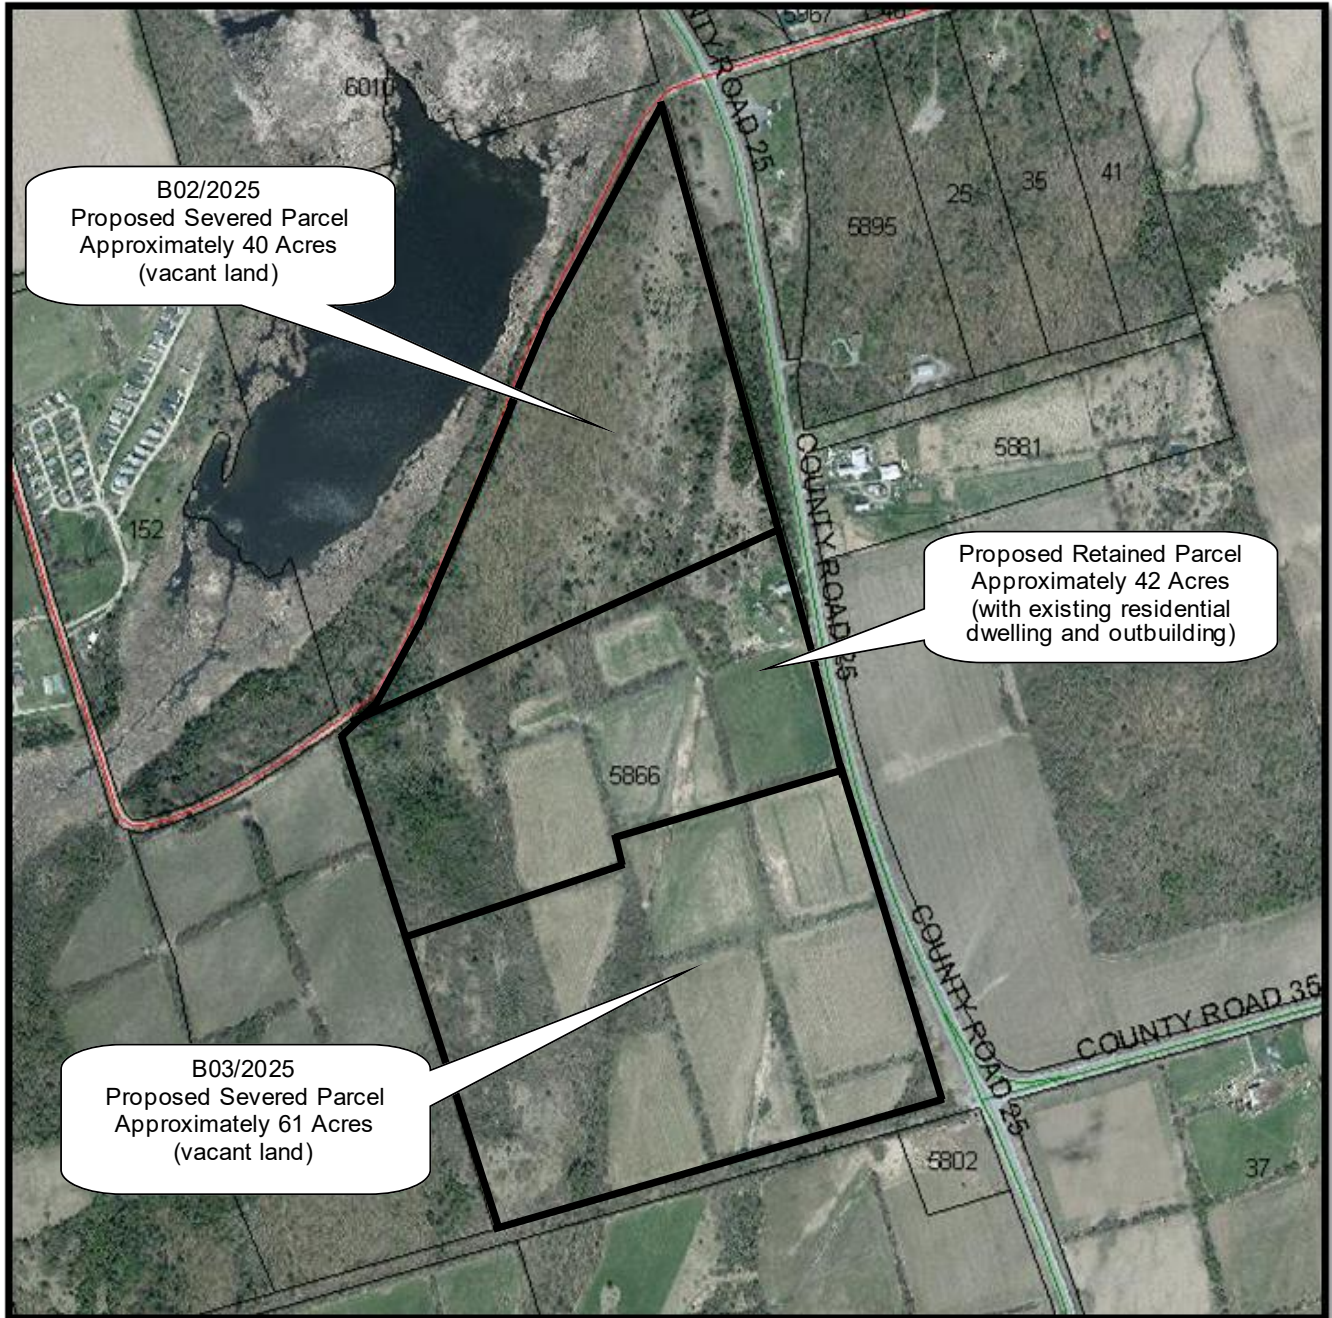 5967
6010
COUNTY ROAD 25
B02/2025
Proposed Severed Parcel
Approximately 40 Acres
(vacant land)
25
35
41
5895
COUNTY ROAD 25
5881
152
Proposed Retained Parcel
Approximately 42 Acres
(with existing residential
dwelling and outbuilding)
5866
COUNTY ROAD 25
COUNTY ROAD 35
B03/2025
Proposed Severed Parcel
Approximately 61 Acres
(vacant land)
5802
37